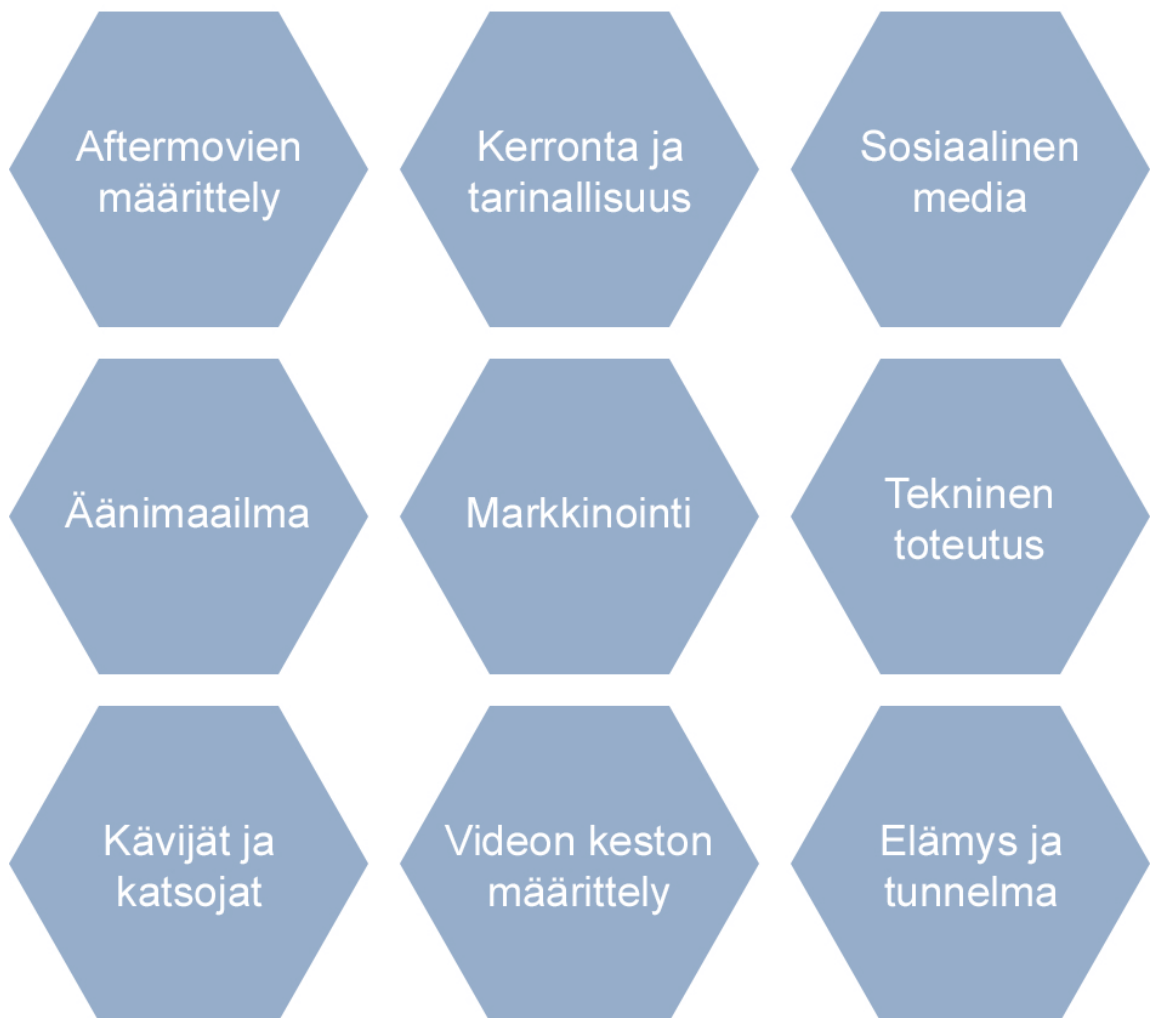 Aftermovien
määrittely
Kerronta ja
tarinallisuus
Sosiaalinen
media
Äänimaailma
Markkinointi
Tekninen
toteutus
Kävijät ja
katsojat
Videon keston
määrittely
Elämys ja
tunnelma